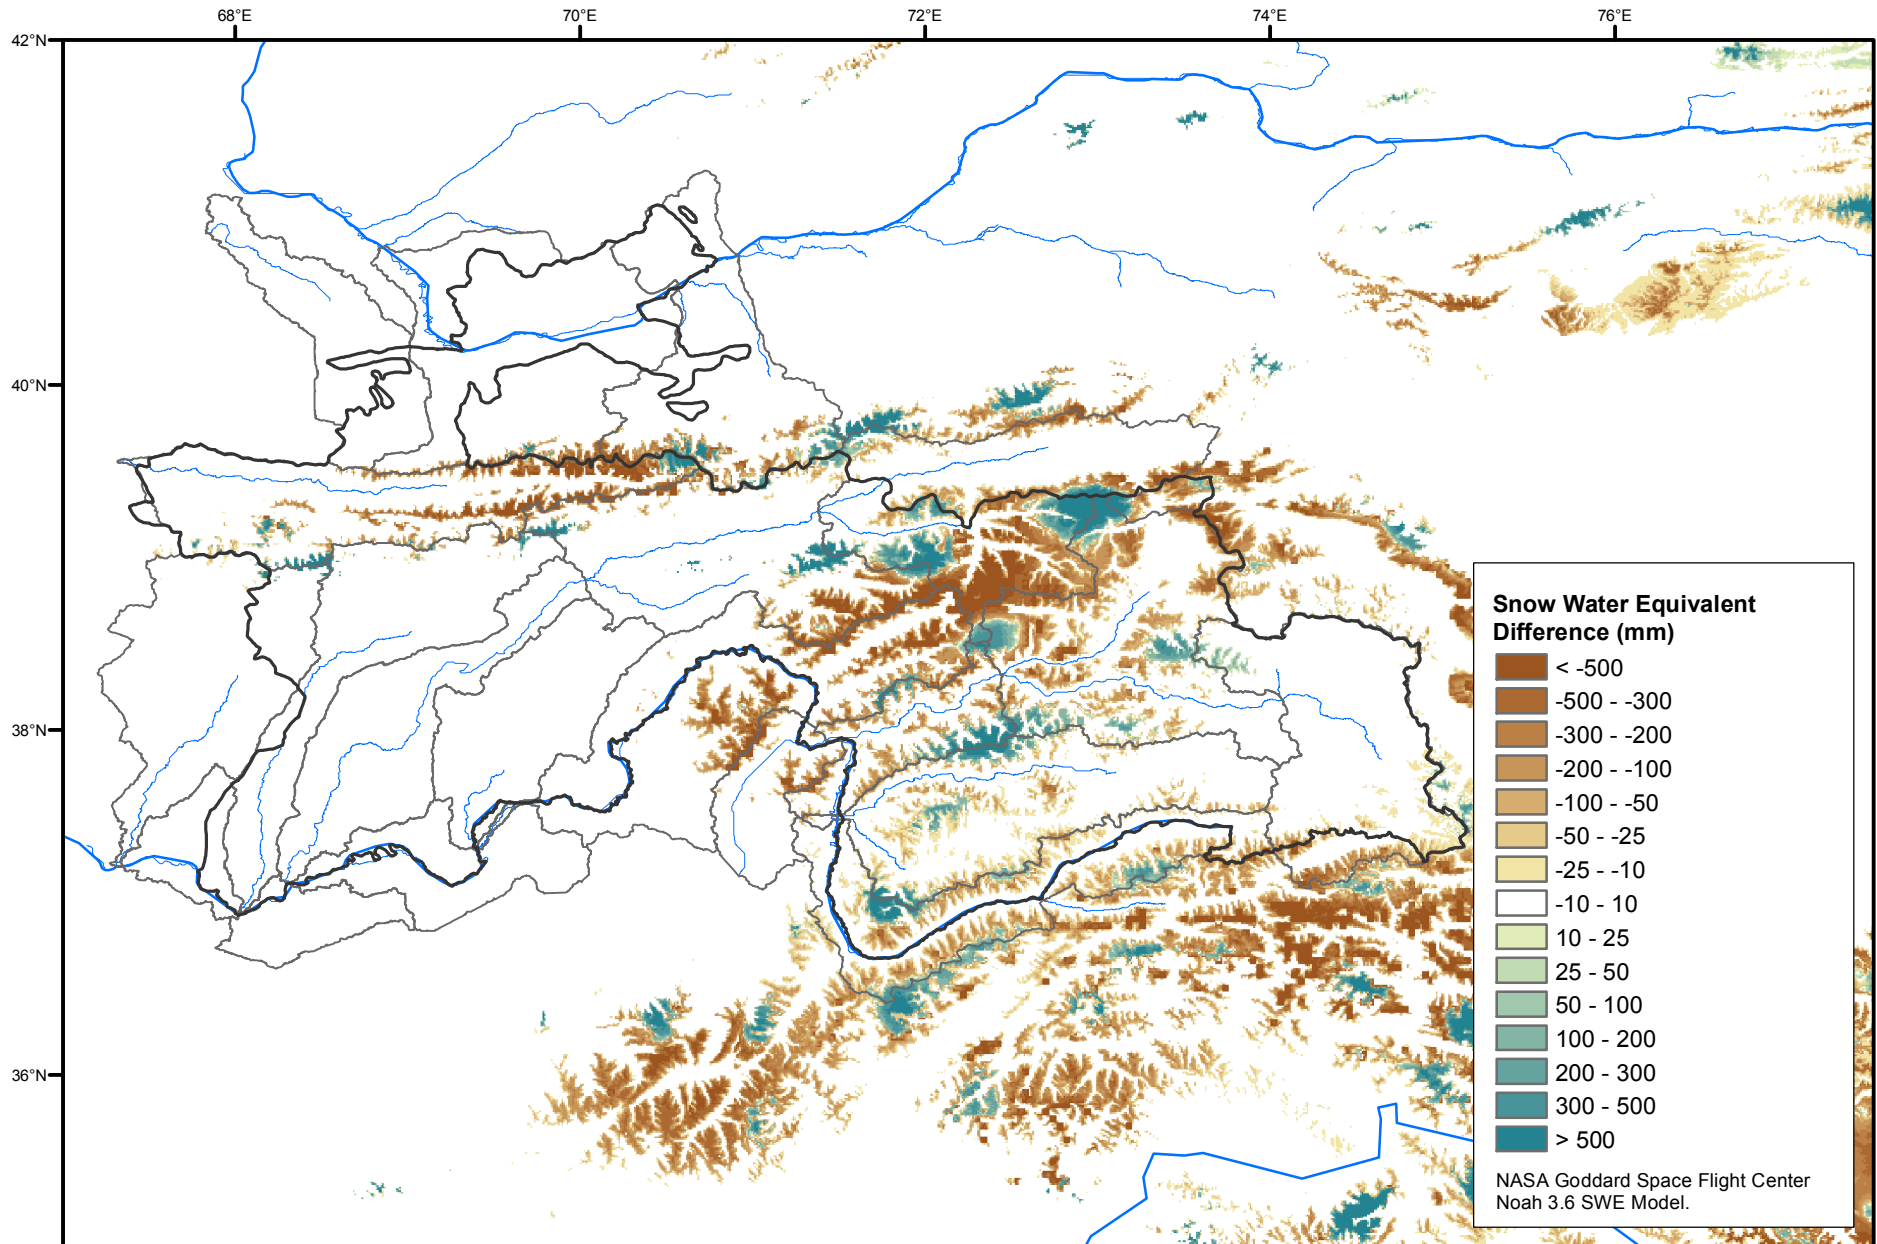 68°E
70°E
72°E
74°E
76°E
42°N
40°N
38°N
36°N
Snow Water Equivalent
Difference (mm)
< -500
-500 - -300
-300 - -200
-200 - -100
-100 - -50
-50 - -25
-25 - -10
-10 - 10
10 - 25
25 - 50
50 - 100
100 - 200
200 - 300
300 - 500
> 500
NASA Goddard Space Flight Center
Noah 3.6 SWE Model.